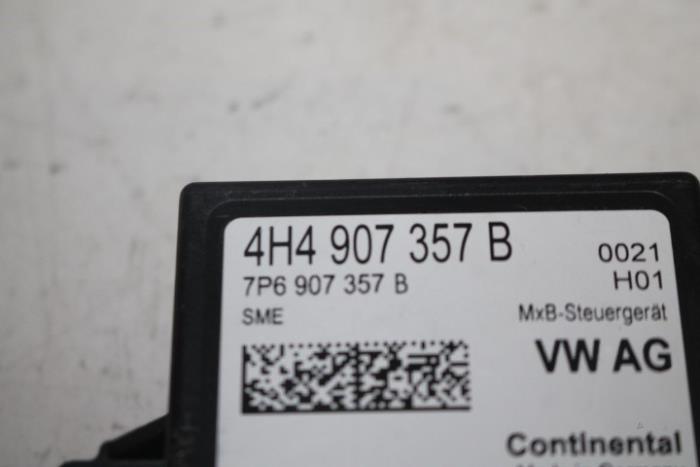 4H4 907 357 B
0021
7P6 907 357 B
H01
SME
MxB-Steuergerät
VW AG
Continental